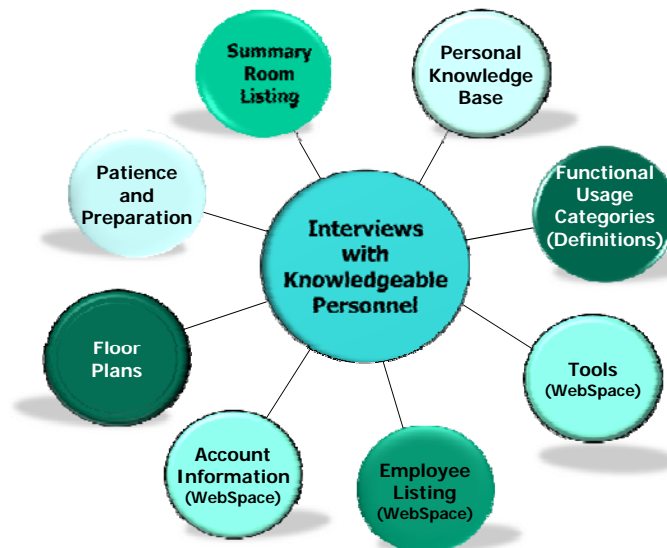 Summary
Room
Listing
Personal
Knowledge
Base
Patience
and
Preparation
Functional
Usage
Categories
(Definitions)
Interviews
with
Knowledgeable
Personnel
Floor
Plans
Tools
(WebSpace)
Account
Information
(WebSpace)
Employee
Listing
(WebSpace)